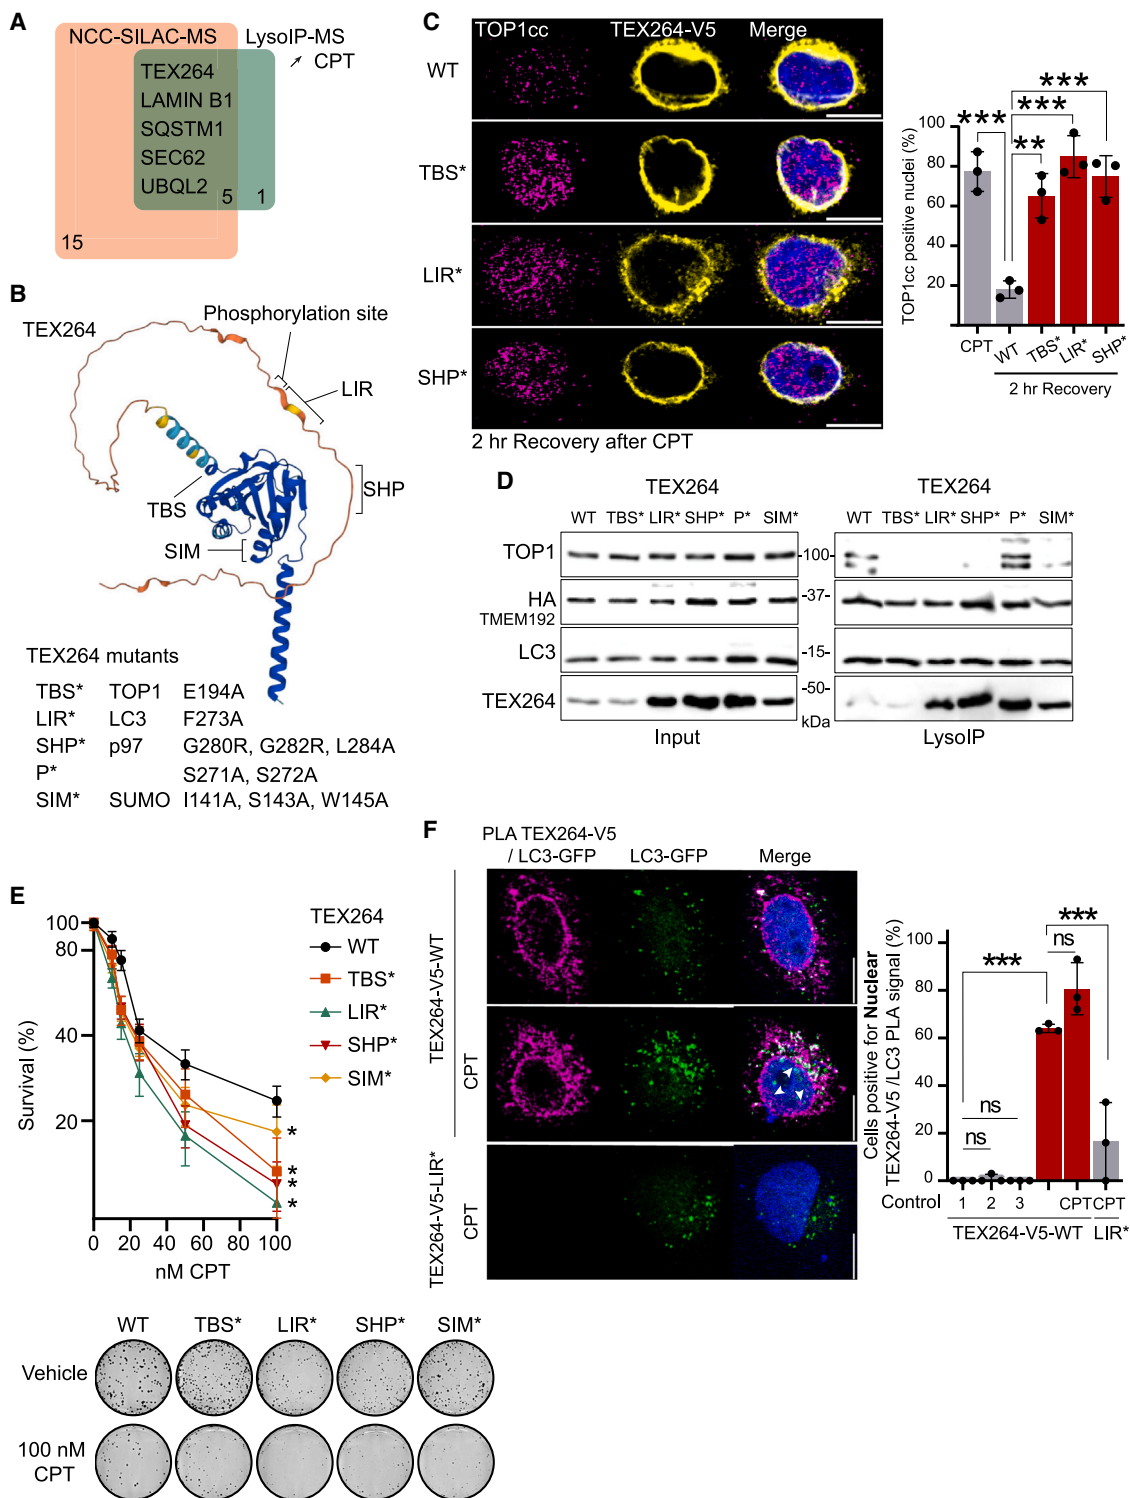 A
NCC-SILAC-MS
LysoIP-MS
↗ CPT
TEX264
LAMIN B1
SQSTM1
SEC62
UBQL2
5
1
15
B
TEX264
Phosphorylation site
LIR
SHP
TBS
SIM
TEX264 mutants
TBS* TOP1 E194A
LIR* LC3 F273A
SHP* p97 G280R, G282R, L284A
P* S271A, S272A
SIM* SUMO I141A, S143A, W145A
C
TOP1cc TEX264-V5 Merge
WT
TBS*
LIR*
SHP*
2 hr Recovery after CPT
TOP1cc positive nuclei (%)
100
80
60
40
20
***
**
***
***
CPT WT TBS* LIR* SHP*
2 hr Recovery
D
TEX264 TEX264
WT TBS* LIR* SHP* P* SIM* WT TBS* LIR* SHP* P* SIM*
TOP1 -100-
HA -37-
TMEM192
LC3 -15-
TEX264 -50-
kDa
Input LysoIP
E
Survival (%)
100
80
40
20
0 20 40 60 80 100
nM CPT
TEX264
WT
TBS*
LIR*
SHP*
SIM*
*
*
*
*
WT TBS* LIR* SHP* SIM*
Vehicle
100 nM
CPT
F
PLA TEX264-V5
/ LC3-GFP LC3-GFP Merge
TEX264-V5-WT
CPT
TEX264-V5-LIR*
CPT
Cells positive for Nuclear
TEX264-V5 /LC3 PLA signal (%)
100
80
60
40
20
0
***
ns
***
ns
ns
Control 1 2 3 CPT CPT
TEX264-V5-WT LIR*